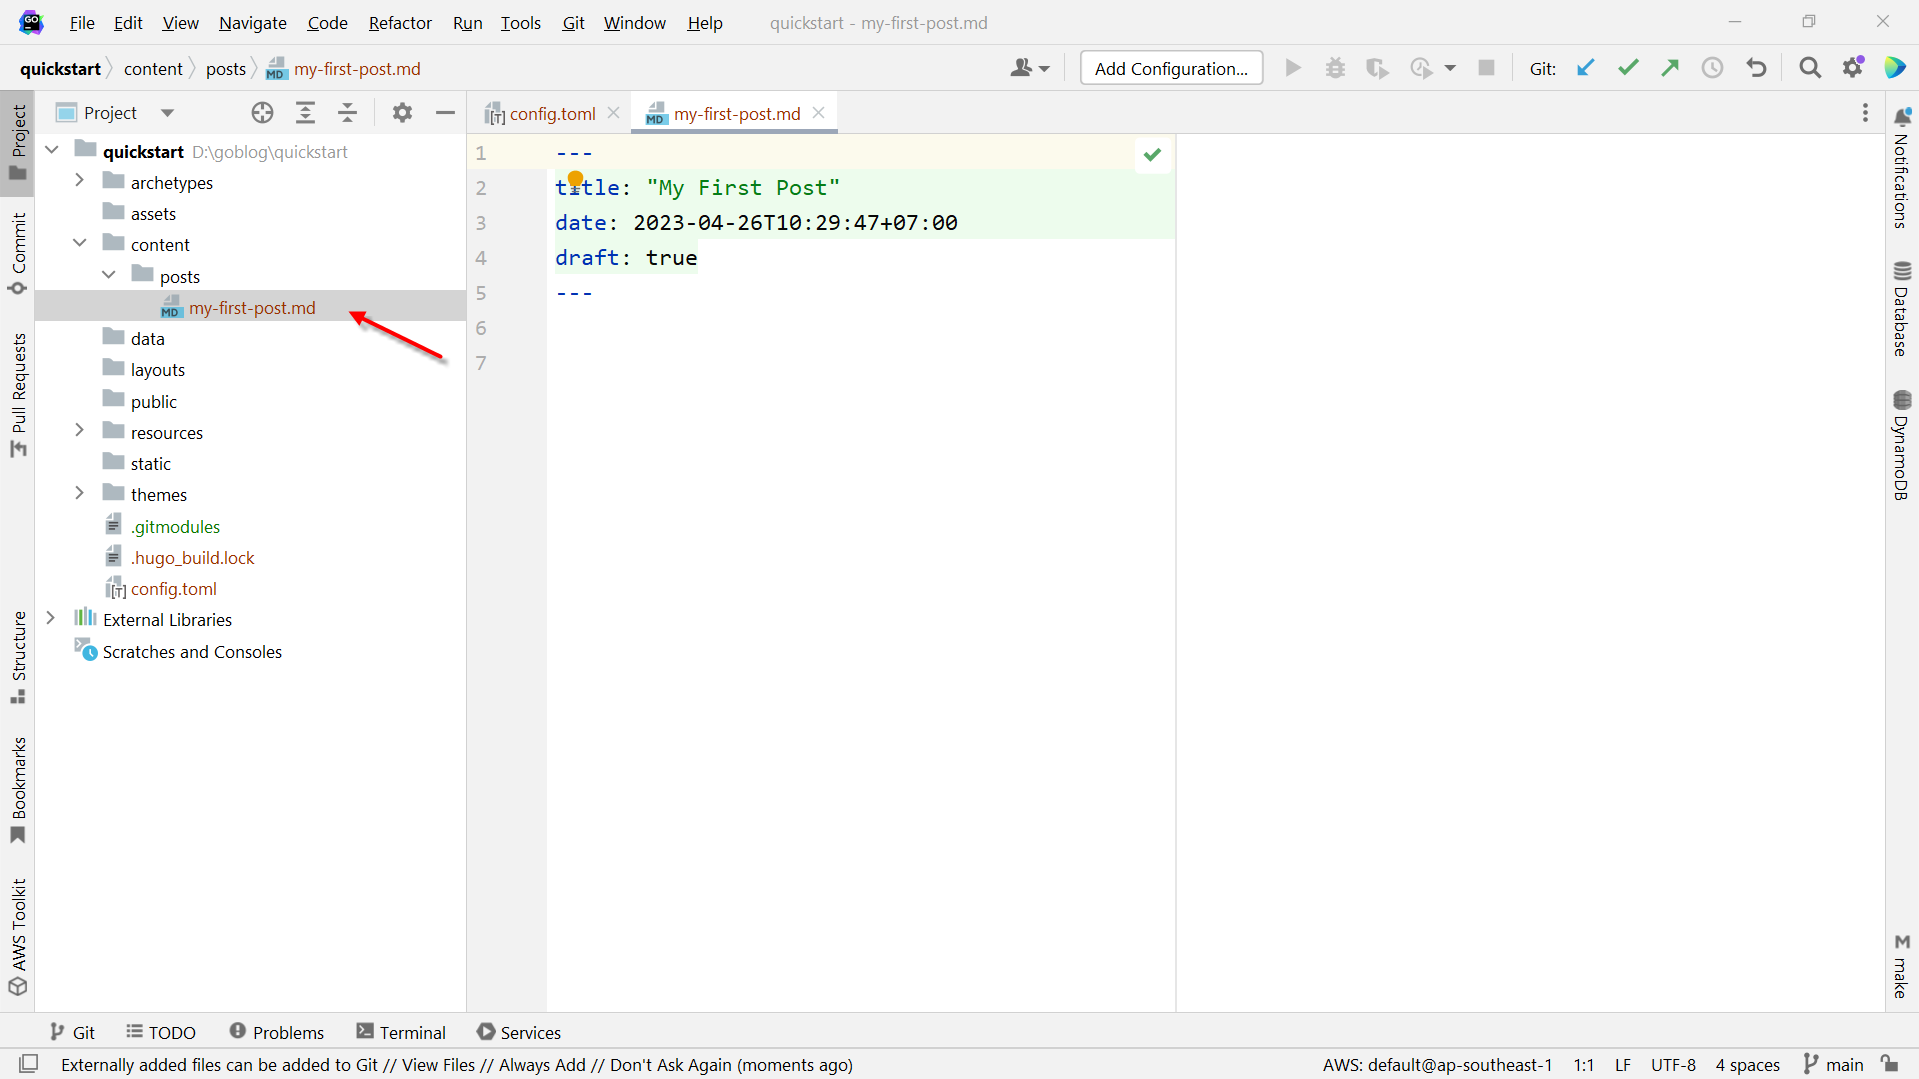 File Edit View Navigate Code Refactor Run Tools Git Window Help quickstart - my-first-post.md
quickstart content posts MD my-first-post.md Add Configuration... Git:
Project
config.toml
MD my-first-post.md
quickstart D:\goblog\quickstart
archetypes
assets
content
posts
MD my-first-post.md
data
layouts
public
resources
static
themes
.gitmodules
.hugo_build.lock
[T] config.toml
External Libraries
Scratches and Consoles
1 ---
2 title: "My First Post"
3 date: 2023-04-26T10:29:47+07:00
4 draft: true
5 ---
6
7
Project
Commit
Pull Requests
Structure
Bookmarks
AWS Toolkit
Notifications
Database
DynamoDB
M make
Git TODO Problems Terminal Services
Externally added files can be added to Git // View Files // Always Add // Don't Ask Again (moments ago) AWS: default@ap-southeast-1 1:1 LF UTF-8 4 spaces main